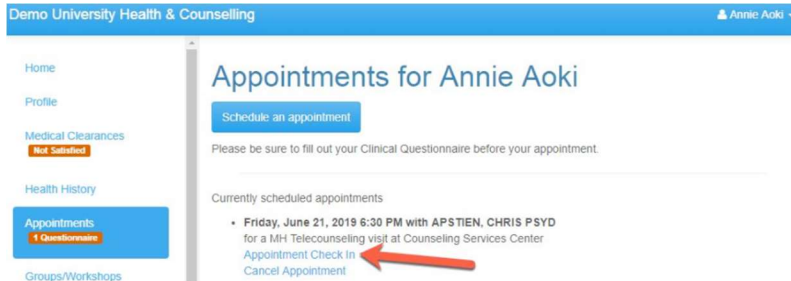 Demo University Health & Counselling
Annie Aoki
Home
Profile
Medical Clearances
Not Satisfied
Health History
Appointments
1 Questionnaire
Groups/Workshops
Appointments for Annie Aoki
Schedule an appointment
Please be sure to fill out your Clinical Questionnaire before your appointment.
Currently scheduled appointments
• Friday, June 21, 2019 6:30 PM with APSTIEN, CHRIS PSYD
for a MH Telecounseling visit at Counseling Services Center
Appointment Check In
Cancel Appointment